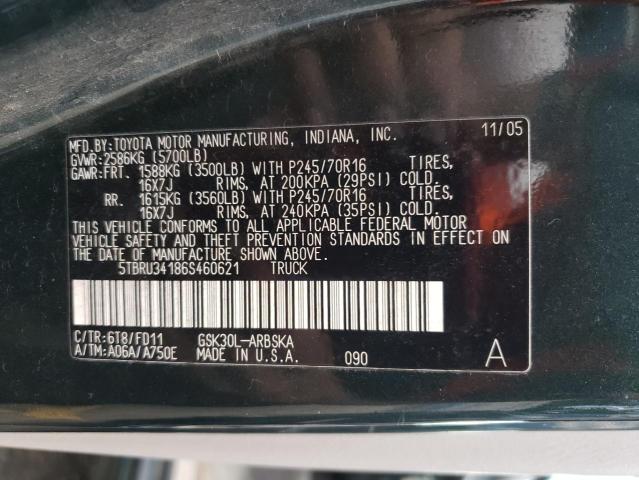 MFD. BY: TOYOTA MOTOR MANUFACTURING, INDIANA, INC. 11/05
GVWR: 2586KG (5700LB)
GAWR: FRT. 1588KG (3500LB) WITH P245/70R16 TIRES,
16X7J RIMS, AT 200KPA (29PSI) COLD.
RR. 1615KG (3560LB) WITH P245/70R16 TIRES,
16X7J RIMS, AT 240KPA (35PSI) COLD.
THIS VEHICLE CONFORMS TO ALL APPLICABLE FEDERAL MOTOR
VEHICLE SAFETY AND THEFT PREVENTION STANDARDS IN EFFECT ON
THE DATE OF MANUFACTURE SHOWN ABOVE.
5TBRU34186S460621 TRUCK
C/TR: 6T8/FD11 GSK30L-ARBSKA
A/TM: A06A/A750E MADE IN U.S.A. 090 A